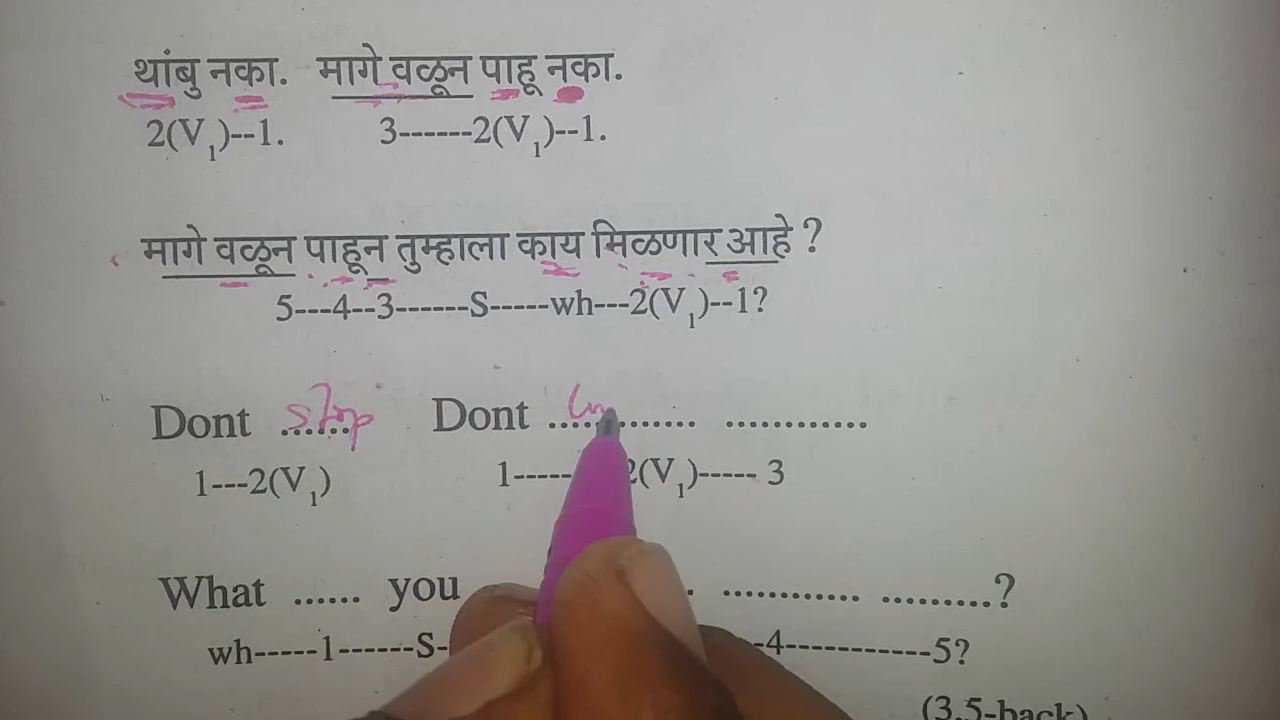 थांबु नका. मागे वळून पाहू नका.
2(V1)--1. 3------2(V1)--1.
मागे वळून पाहून तुम्हाला काय मिळणार आहे ?
5---4--3------S-----wh---2(V1)--1?
Dont stop Dont ............. ............
1---2(V1) 1----- 2(V1)----- 3
What ...... you . ............ .........?
wh-----1------S- -4-----------5?
(3,5-back)